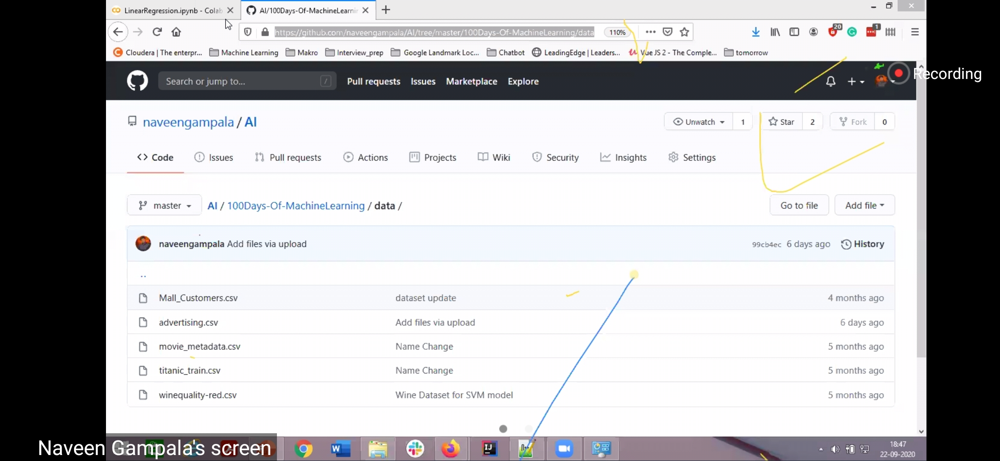 LinearRegression.ipynb - Colab
AI/100Days-Of-MachineLearnin
https://github.com/naveengampala/AI/tree/master/100Days-Of-MachineLearning/data
110%
20
1
Cloudera | The enterpr...
Machine Learning
Makro
Interview_prep
Google Landmark Loc...
Chatbot
LeadingEdge | Leaders...
Vue JS 2 - The Comple...
tomorrow
Search or jump to...
/
Pull requests
Issues
Marketplace
Explore
Recording
naveengampala / AI
Unwatch
1
Star
2
Fork
0
Code
Issues
Pull requests
Actions
Projects
Wiki
Security
Insights
Settings
master
AI / 100Days-Of-MachineLearning / data /
Go to file
Add file
naveengampala Add files via upload
99cb4ec 6 days ago
History
..
Mall_Customers.csv dataset update 4 months ago
advertising.csv Add files via upload 6 days ago
movie_metadata.csv Name Change 5 months ago
titanic_train.csv Name Change 5 months ago
winequality-red.csv Wine Dataset for SVM model 5 months ago
Naveen Gampala's screen
18:47
22-09-2020